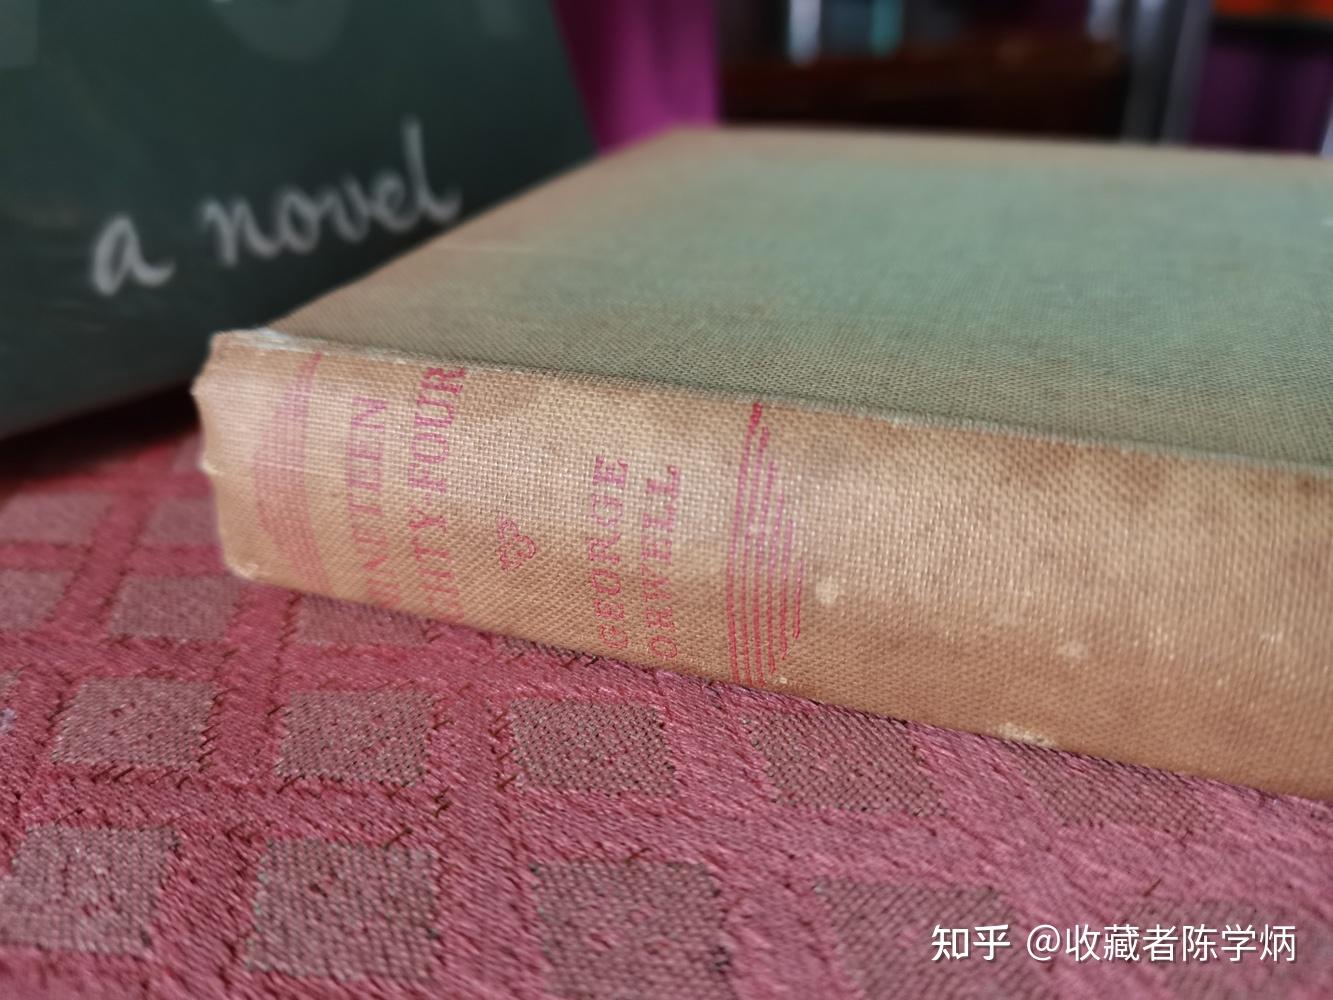 a novel
NINETEEN
EIGHTY-FOUR
GEORGE
ORWELL
知乎 @收藏者陈学炳